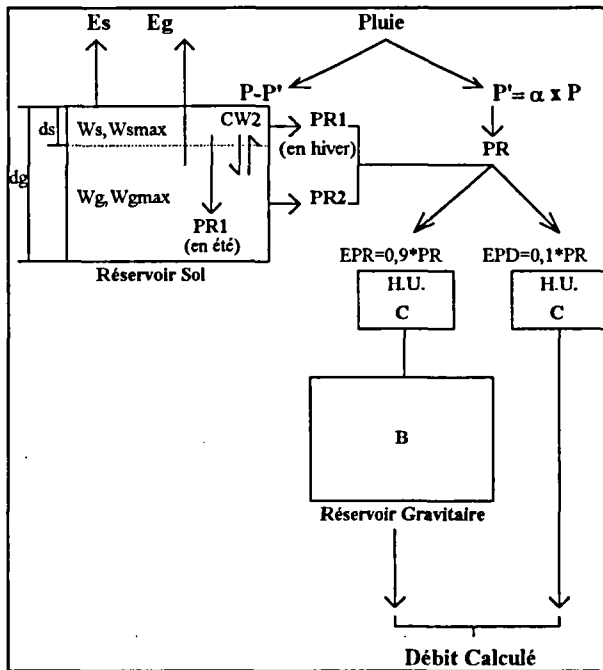 Es Eg Pluie
P-P' P'= α x P
ds Ws, Wsmax CW2 PR1
(en hiver) PR
dg Wg, Wgmax PR2
PR1
(en été)
Réservoir Sol
EPR=0,9*PR EPD=0,1*PR
H.U. H.U.
C C
B
Réservoir Gravitaire
Débit Calculé